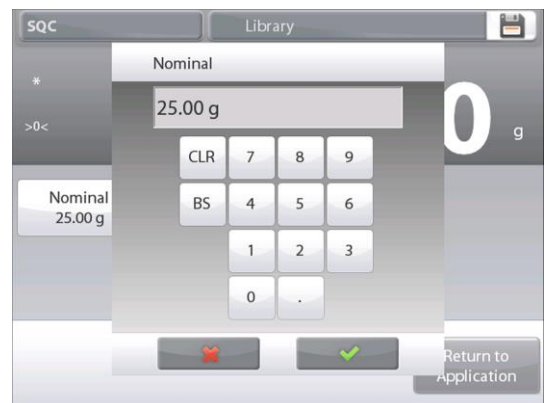 SQC
Library
Nominal
*
>0<
25.00 g
0 g
CLR 7 8 9
Nominal
25.00 g
BS 4 5 6
1 2 3
0 .
Return to
Application